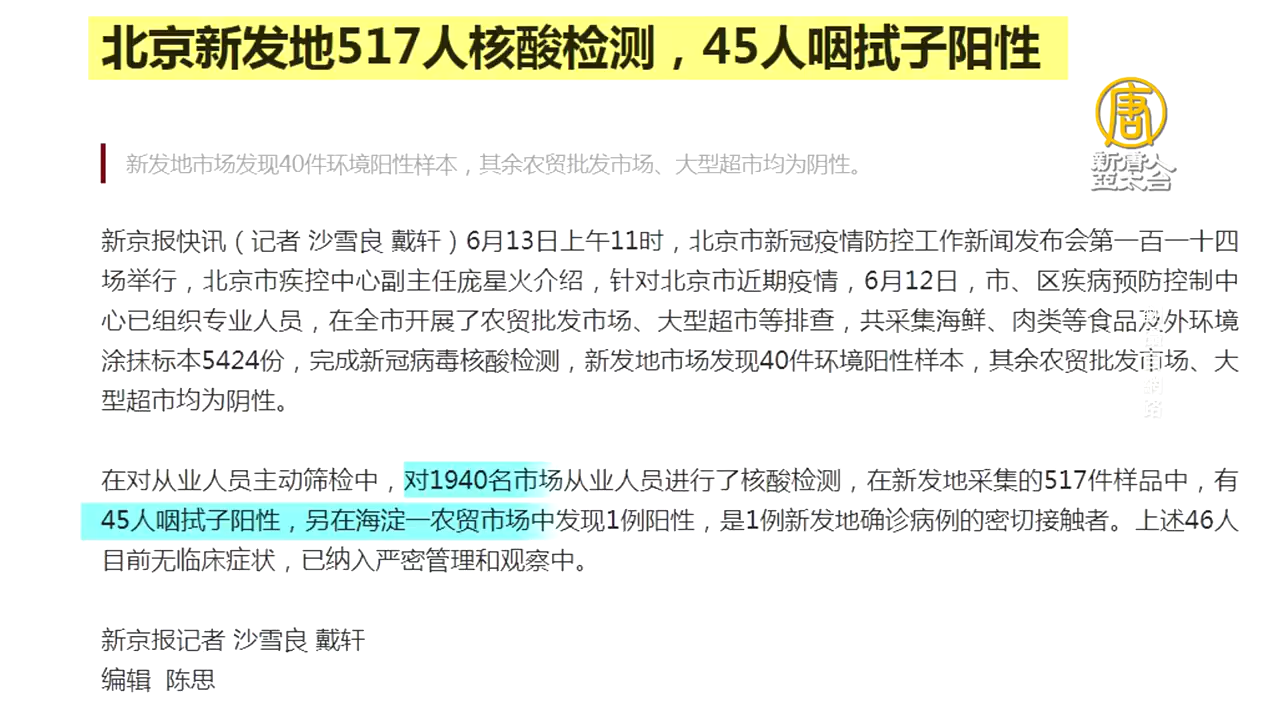 北京新发地517人核酸检测，45人咽拭子阳性
唐
新唐人
亞太台
新发地市场发现40件环境阳性样本，其余农贸批发市场、大型超市均为阴性。
新京报快讯（记者 沙雪良 戴轩）6月13日上午11时，北京市新冠疫情防控工作新闻发布会第一百一十四
场举行，北京市疾控中心副主任庞星火介绍，针对北京市近期疫情，6月12日，市、区疾病预防控制中
心已组织专业人员，在全市开展了农贸批发市场、大型超市等排查，共采集海鲜、肉类等食品及外环境
涂抹标本5424份，完成新冠病毒核酸检测，新发地市场发现40件环境阳性样本，其余农贸批发市场、大
型超市均为阴性。
在对从业人员主动筛检中，对1940名市场从业人员进行了核酸检测，在新发地采集的517件样品中，有
45人咽拭子阳性，另在海淀一农贸市场中发现1例阳性，是1例新发地确诊病例的密切接触者。上述46人
目前无临床症状，已纳入严密管理和观察中。
新京报记者 沙雪良 戴轩
编辑 陈思